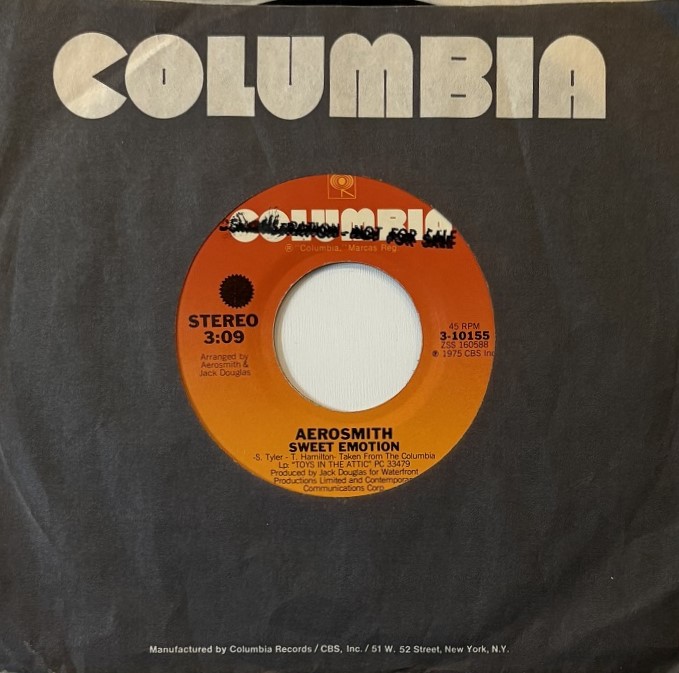 COLUMBIA
COLUMBIA
NOT FOR SALE
℗ "Columbia," Marcas Reg.
STEREO
3:09
Arranged by
Aerosmith &
Jack Douglas
45 RPM
3-10155
ZSS 160588
℗ 1975 CBS Inc
AEROSMITH
SWEET EMOTION
-S. Tyler - T. Hamilton- Taken From The Columbia
Lp: "TOYS IN THE ATTIC" PC 33479
Produced by Jack Douglas for Waterfront
Productions Limited and Contemporar
Communications Corp.
Manufactured by Columbia Records / CBS, Inc. / 51 W. 52 Street, New York, N.Y.